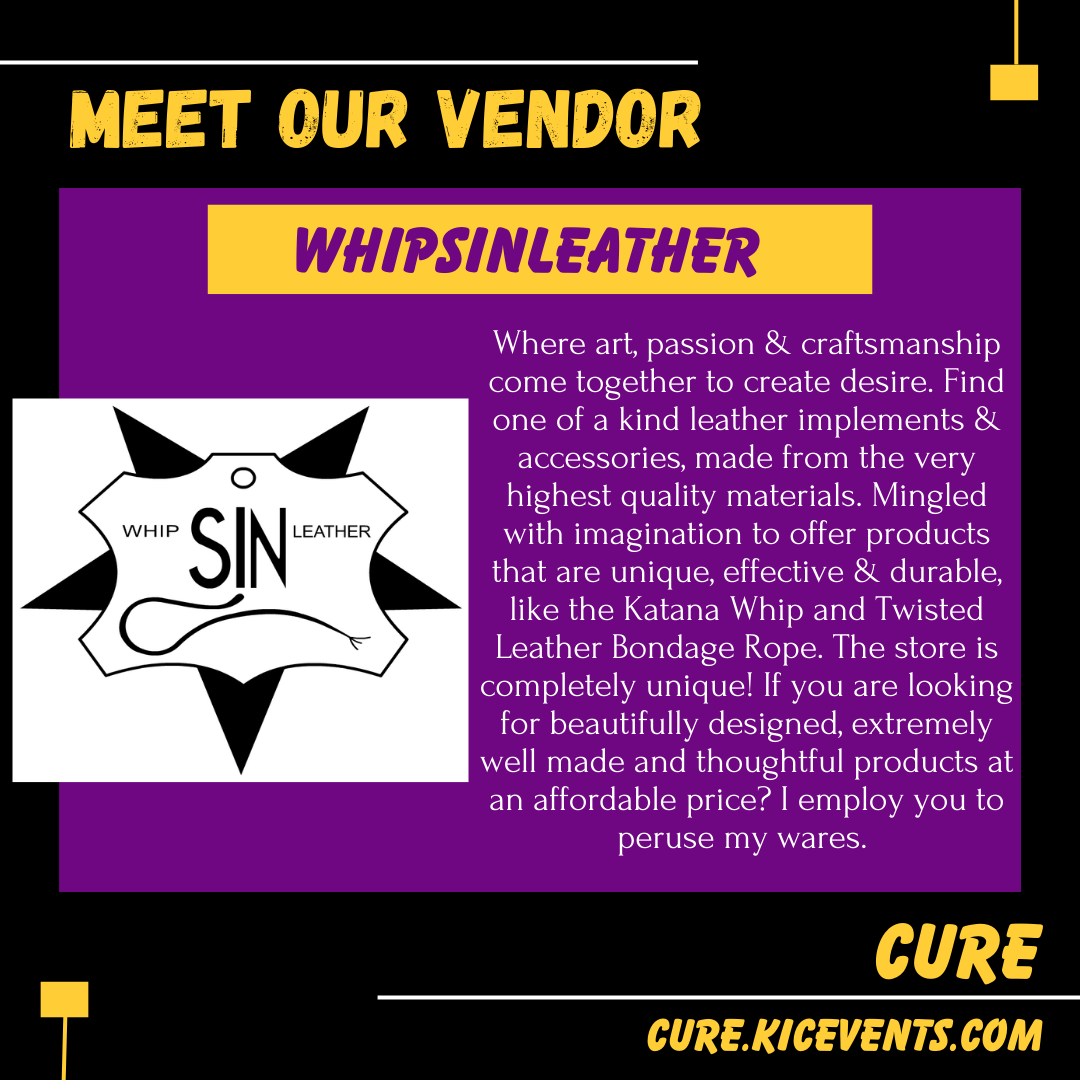 MEET OUR VENDOR
WHIPSINLEATHER
Where art, passion & craftsmanship
come together to create desire. Find
one of a kind leather implements &
accessories, made from the very
highest quality materials. Mingled
with imagination to offer products
that are unique, effective & durable,
like the Katana Whip and Twisted
Leather Bondage Rope. The store is
completely unique! If you are looking
for beautifully designed, extremely
well made and thoughtful products at
an affordable price? I employ you to
peruse my wares.
WHIP SIN LEATHER
CURE
CURE.KICEVENTS.COM